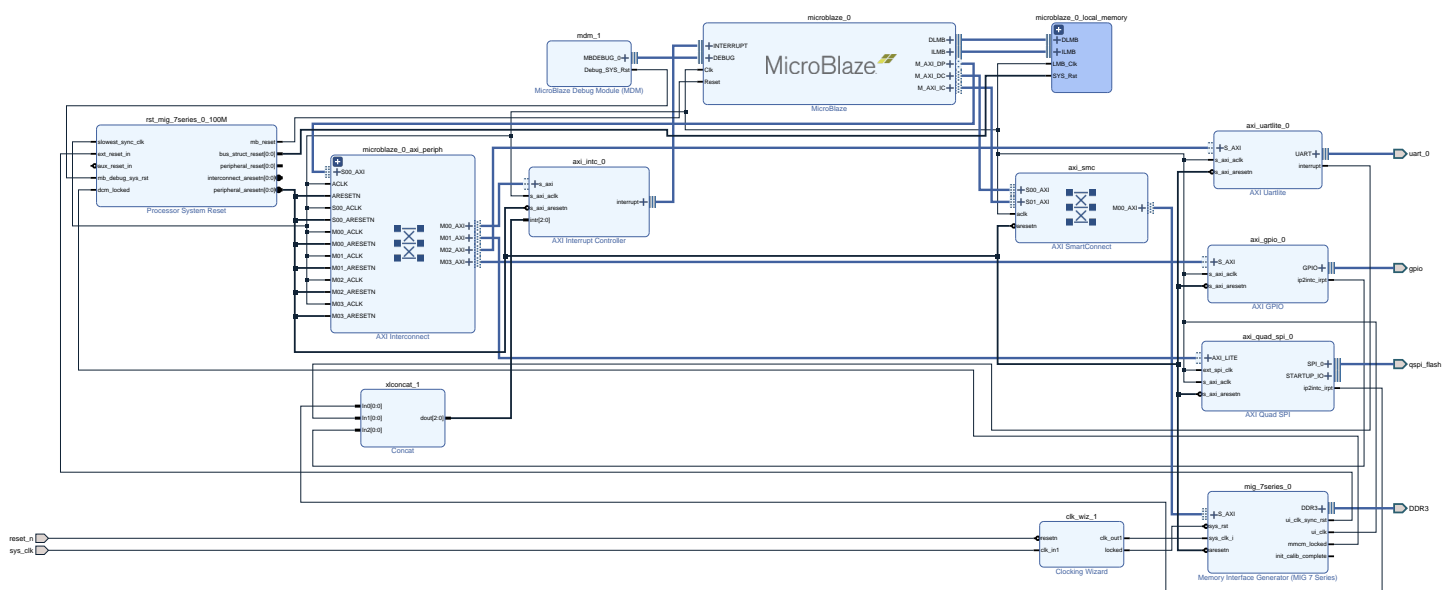 mdm_1
MBDEBUG_0
Debug_SYS_Rst
MicroBlaze Debug Module (MDM)
microblaze_0
INTERRUPT
DEBUG
Clk
Reset
MicroBlaze
DLMB
ILMB
M_AXI_DP
M_AXI_DC
M_AXI_IC
MicroBlaze
microblaze_0_local_memory
DLMB
ILMB
LMB_Clk
SYS_Rst
rst_mig_7series_0_100M
slowest_sync_clk
ext_reset_in
aux_reset_in
mb_debug_sys_rst
dcm_locked
mb_reset
bus_struct_reset[0:0]
peripheral_reset[0:0]
interconnect_aresetn[0:0]
peripheral_aresetn[0:0]
Processor System Reset
microblaze_0_axi_periph
S00_AXI
ACLK
ARESETN
S00_ACLK
S00_ARESETN
M00_ACLK
M00_ARESETN
M01_ACLK
M01_ARESETN
M02_ACLK
M02_ARESETN
M03_ACLK
M03_ARESETN
M00_AXI
M01_AXI
M02_AXI
M03_AXI
AXI Interconnect
axi_intc_0
s_axi
s_axi_aclk
s_axi_aresetn
intr[2:0]
interrupt
AXI Interrupt Controller
axi_smc
S00_AXI
S01_AXI
aclk
aresetn
M00_AXI
AXI SmartConnect
axi_uartlite_0
S_AXI
s_axi_aclk
s_axi_aresetn
UART
interrupt
AXI Uartlite
uart_0
axi_gpio_0
S_AXI
s_axi_aclk
s_axi_aresetn
GPIO
ip2intc_irpt
AXI GPIO
gpio
axi_quad_spi_0
AXI_LITE
ext_spi_clk
s_axi_aclk
s_axi_aresetn
SPI_0
STARTUP_IO
ip2intc_irpt
AXI Quad SPI
qspi_flash
xlconcat_1
In0[0:0]
In1[0:0]
In2[0:0]
dout[2:0]
Concat
mig_7series_0
S_AXI
sys_rst
sys_clk_i
aresetn
DDR3
ui_clk_sync_rst
ui_clk
mmcm_locked
init_calib_complete
Memory Interface Generator (MIG 7 Series)
DDR3
clk_wiz_1
resetn
clk_in1
clk_out1
locked
Clocking Wizard
reset_n
sys_clk